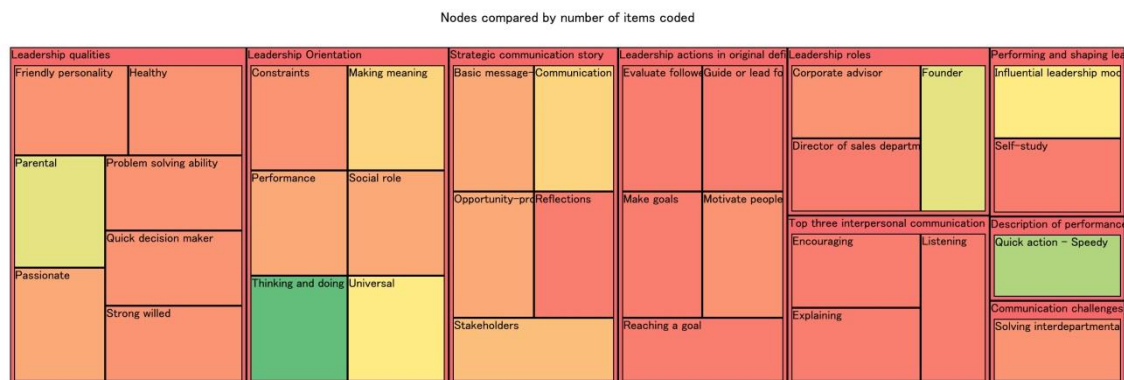 Nodes compared by number of items coded
Leadership qualities
Friendly personality
Healthy
Parental
Problem solving ability
Quick decision maker
Passionate
Strong willed
Leadership Orientation
Constraints
Making meaning
Performance
Social role
Thinking and doing
Universal
Strategic communication story
Basic message-
Communication
Opportunity-pro
Reflections
Stakeholders
Leadership actions in original defi
Evaluate followe
Guide or lead fo
Make goals
Motivate people
Reaching a goal
Leadership roles
Corporate advisor
Founder
Director of sales departm
Top three interpersonal communication
Encouraging
Listening
Explaining
Performing and shaping lea
Influential leadership moc
Self-study
Description of performance
Quick action - Speedy
Communication challenges
Solving interdepartmenta